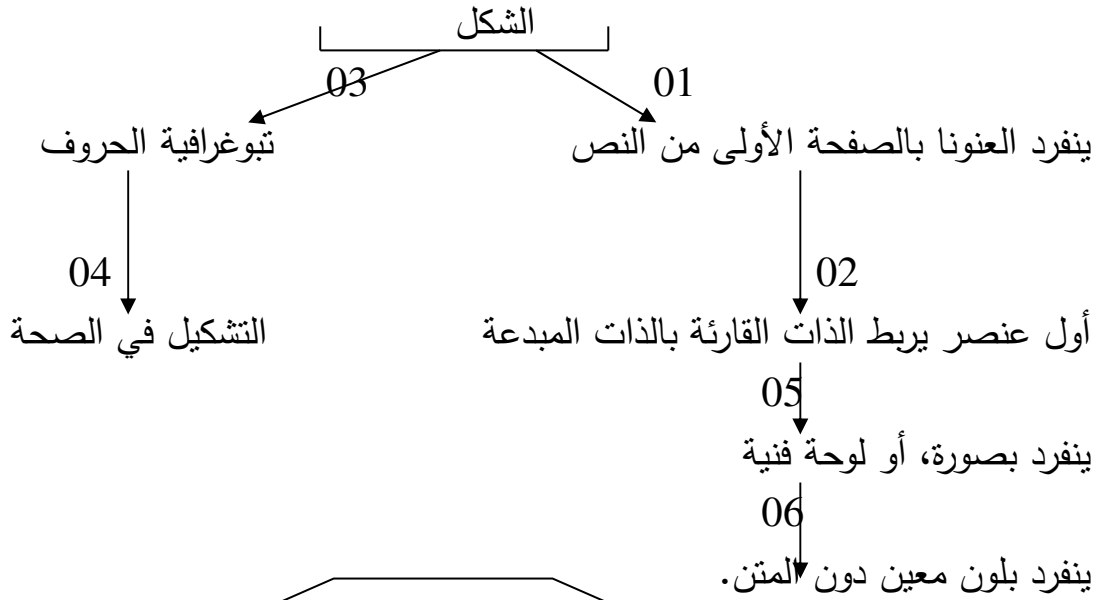 الشكل
01 03
ينفرد العنونا بالصفحة الأولى من النص تبوغرافية الحروف
02 04
أول عنصر يربط الذات القارئة بالذات المبدعة التشكيل في الصحة
05
ينفرد بصورة، أو لوحة فنية
06
ينفرد بلون معين دون المتن.